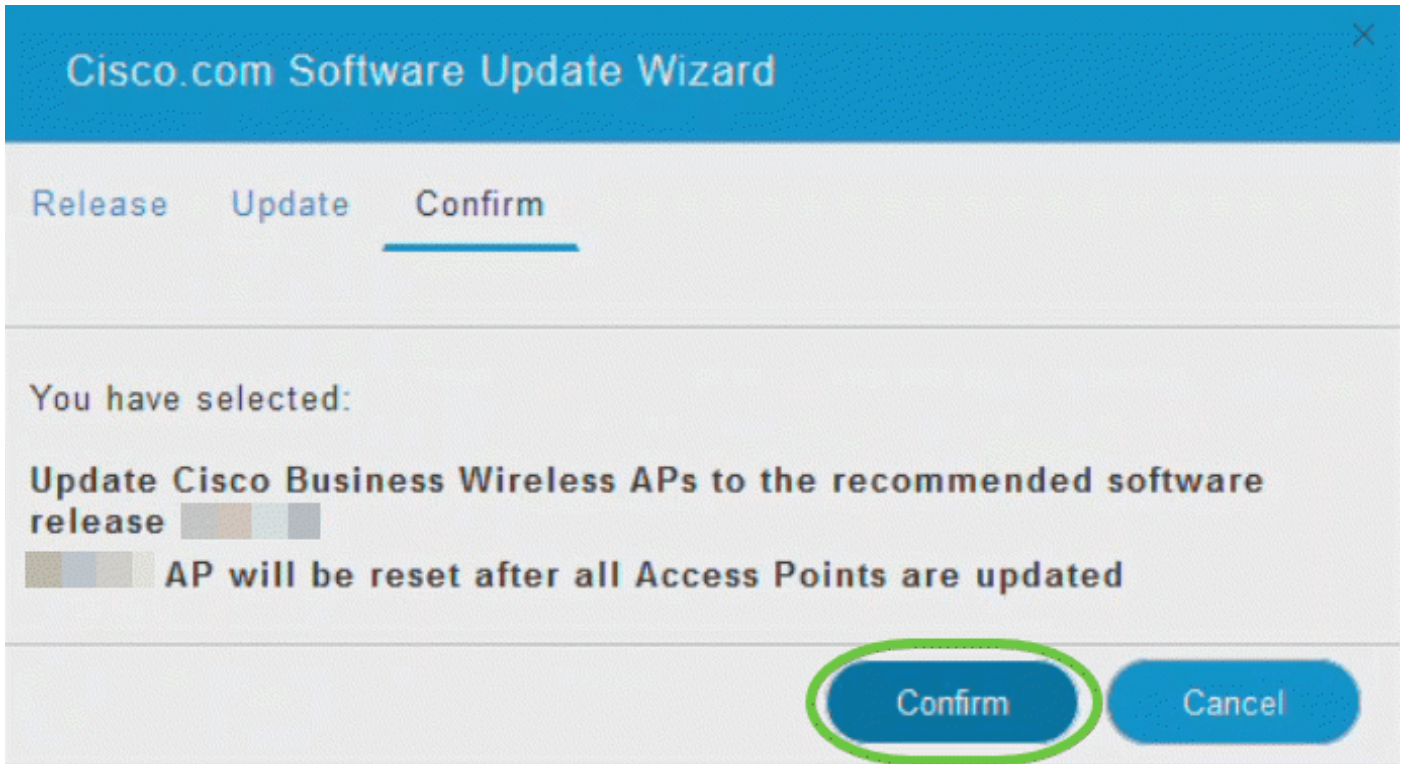 Cisco.com Software Update Wizard
Release Update Confirm
You have selected:
Update Cisco Business Wireless APs to the recommended software
release
AP will be reset after all Access Points are updated
Confirm Cancel